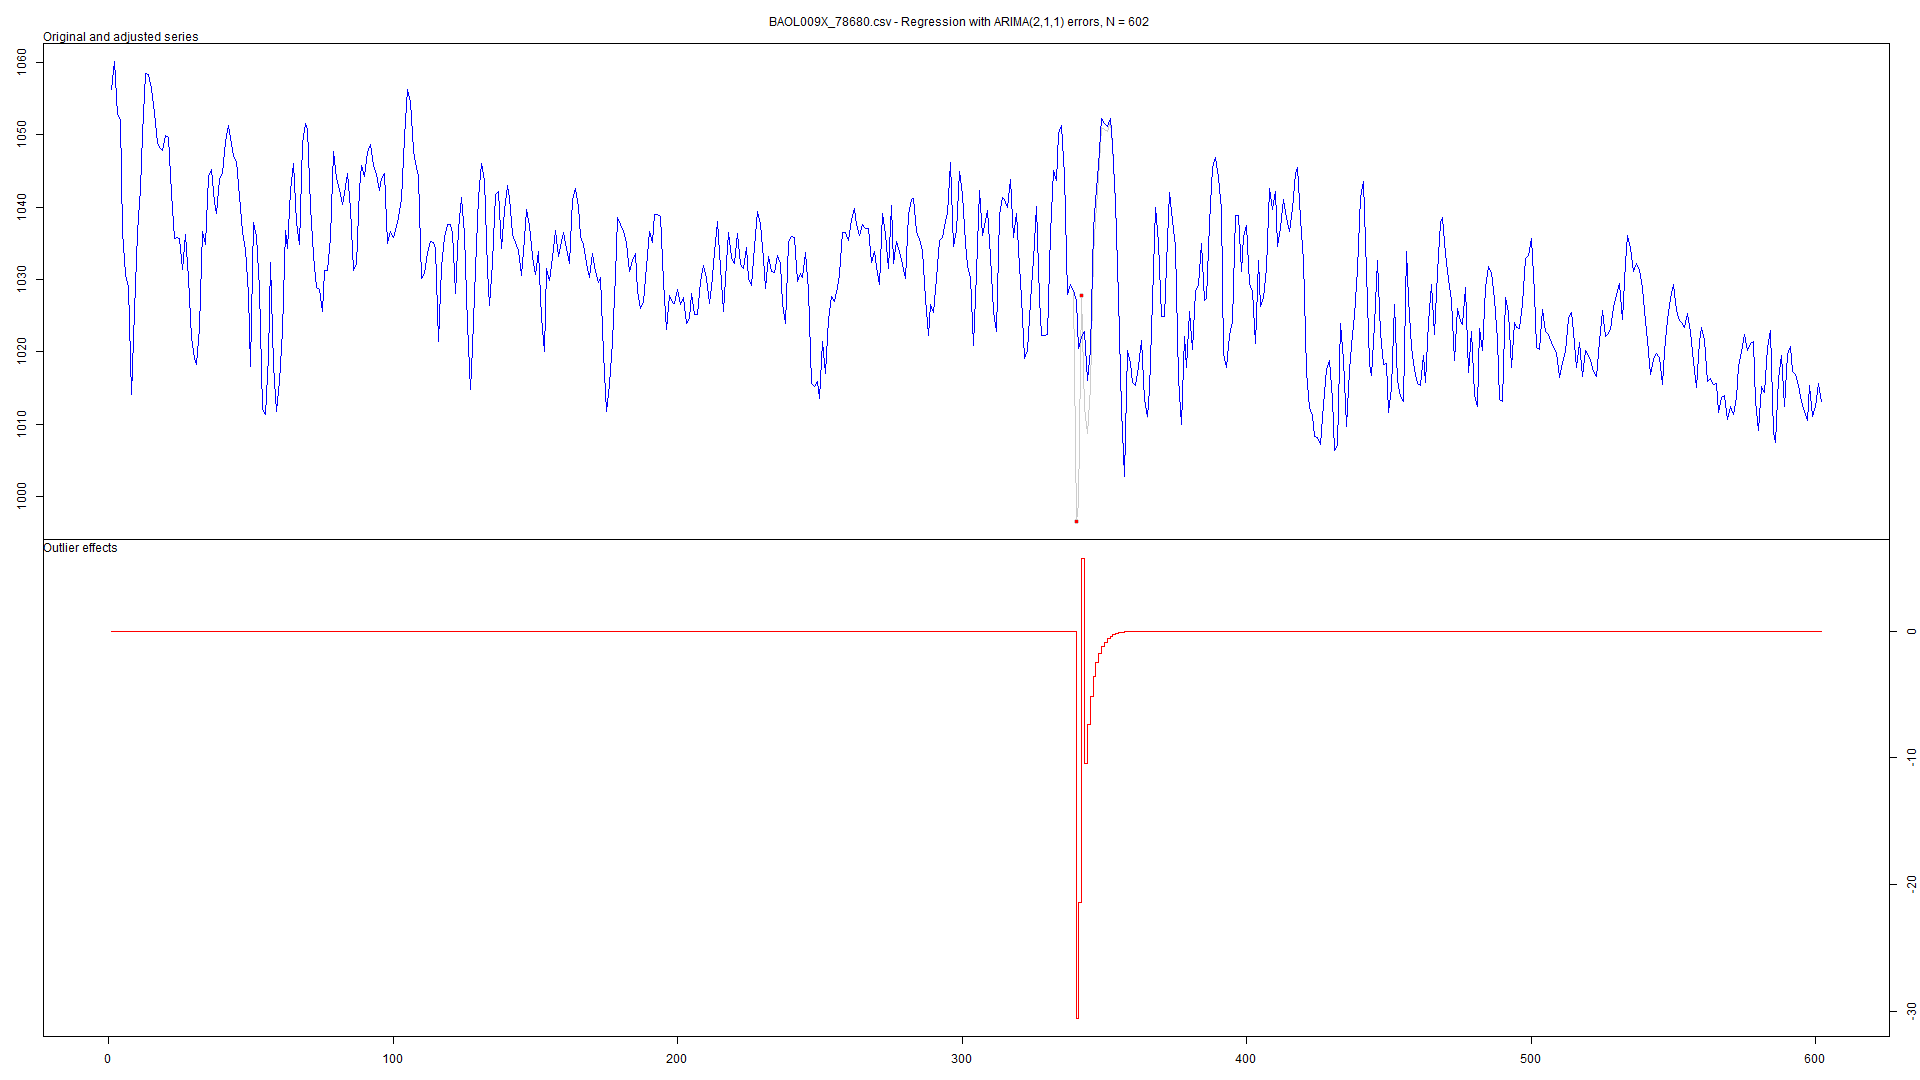 BAOL009X_78680.csv - Regression with ARIMA(2,1,1) errors, N = 602
Original and adjusted series
1060
1050
1040
1030
1020
1010
1000
Outlier effects
0
-10
-20
-30
0 100 200 300 400 500 600